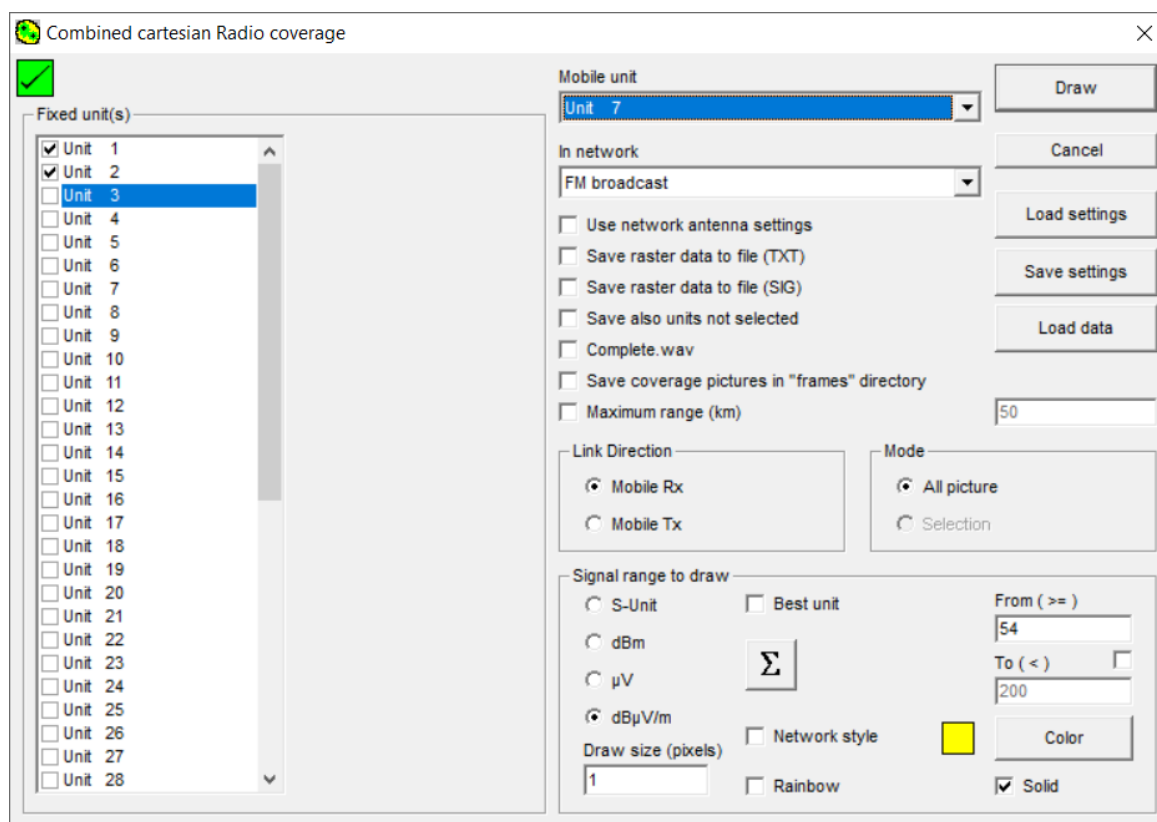 Combined cartesian Radio coverage
Fixed unit(s)
Unit 1
Unit 2
Unit 3
Unit 4
Unit 5
Unit 6
Unit 7
Unit 8
Unit 9
Unit 10
Unit 11
Unit 12
Unit 13
Unit 14
Unit 15
Unit 16
Unit 17
Unit 18
Unit 19
Unit 20
Unit 21
Unit 22
Unit 23
Unit 24
Unit 25
Unit 26
Unit 27
Unit 28
Mobile unit
Unit 7
In network
FM broadcast
Use network antenna settings
Save raster data to file (TXT)
Save raster data to file (SIG)
Save also units not selected
Complete.wav
Save coverage pictures in "frames" directory
Maximum range (km)
50
Draw
Cancel
Load settings
Save settings
Load data
Link Direction
Mobile Rx
Mobile Tx
Mode
All picture
Selection
Signal range to draw
S-Unit
dBm
µV
dBµV/m
Draw size (pixels)
1
Best unit
Σ
Network style
Rainbow
From ( >= )
54
To ( < )
200
Color
Solid